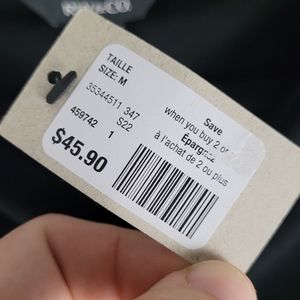 TAILLE
SIZE: M
35344511 347
S22
459742 1
$45.90
Save
when you buy 2 or
Épargnez
à l'achat de 2 ou plus